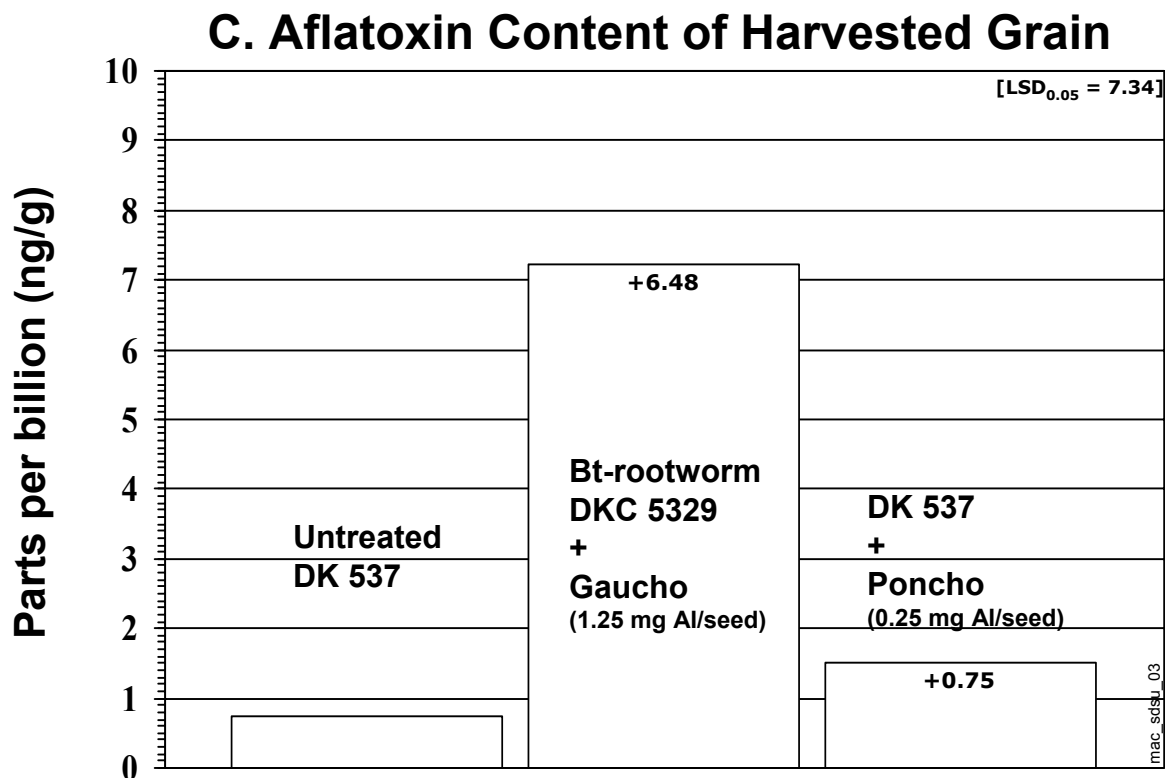 C. Aflatoxin Content of Harvested Grain
[LSD0.05 = 7.34]
Parts per billion (ng/g)
10
9
8
7
6
5
4
3
2
1
0
Untreated
DK 537
+6.48
Bt-rootworm
DKC 5329
+
Gaucho
(1.25 mg AI/seed)
DK 537
+
Poncho
(0.25 mg AI/seed)
+0.75
mac_sdsu_03